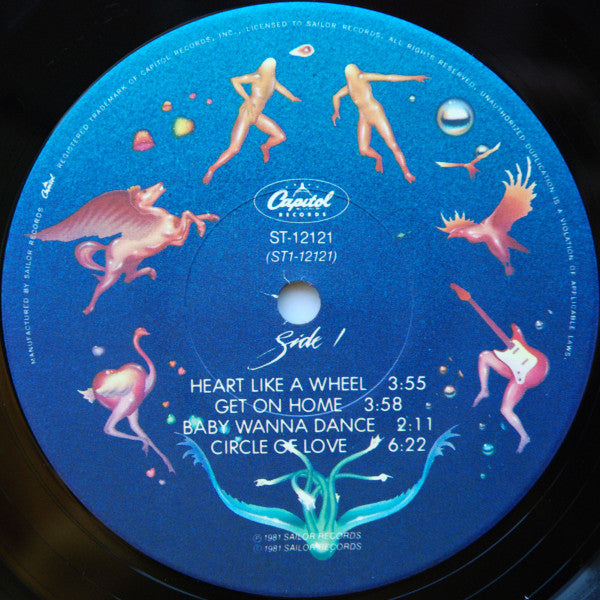 MANUFACTURED BY SAILOR RECORDS Capitol REGISTERED TRADEMARK OF CAPITOL RECORDS, INC., LICENSED TO SAILOR RECORDS. ALL RIGHTS RESERVED. UNAUTHORIZED DUPLICATION IS A VIOLATION OF APPLICABLE LAWS.
Capitol
RECORDS
ST-12121
(ST1-12121)
Side 1
HEART LIKE A WHEEL 3:55
GET ON HOME 3:58
BABY WANNA DANCE 2:11
CIRCLE OF LOVE 6:22
℗ 1981 SAILOR RECORDS
© 1981 SAILOR RECORDS